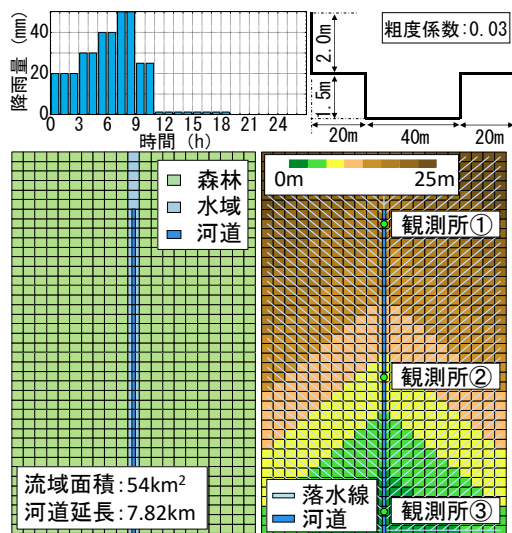 降雨量 (mm)
40
20
0
0 3 6 9 12 15 18 21 24
時間 (h)
粗度係数:0.03
2.0m
1.5m
20m 40m 20m
森林
水域
河道
流域面積:54km²
河道延長:7.82km
0m 25m
観測所①
観測所②
観測所③
落水線
河道